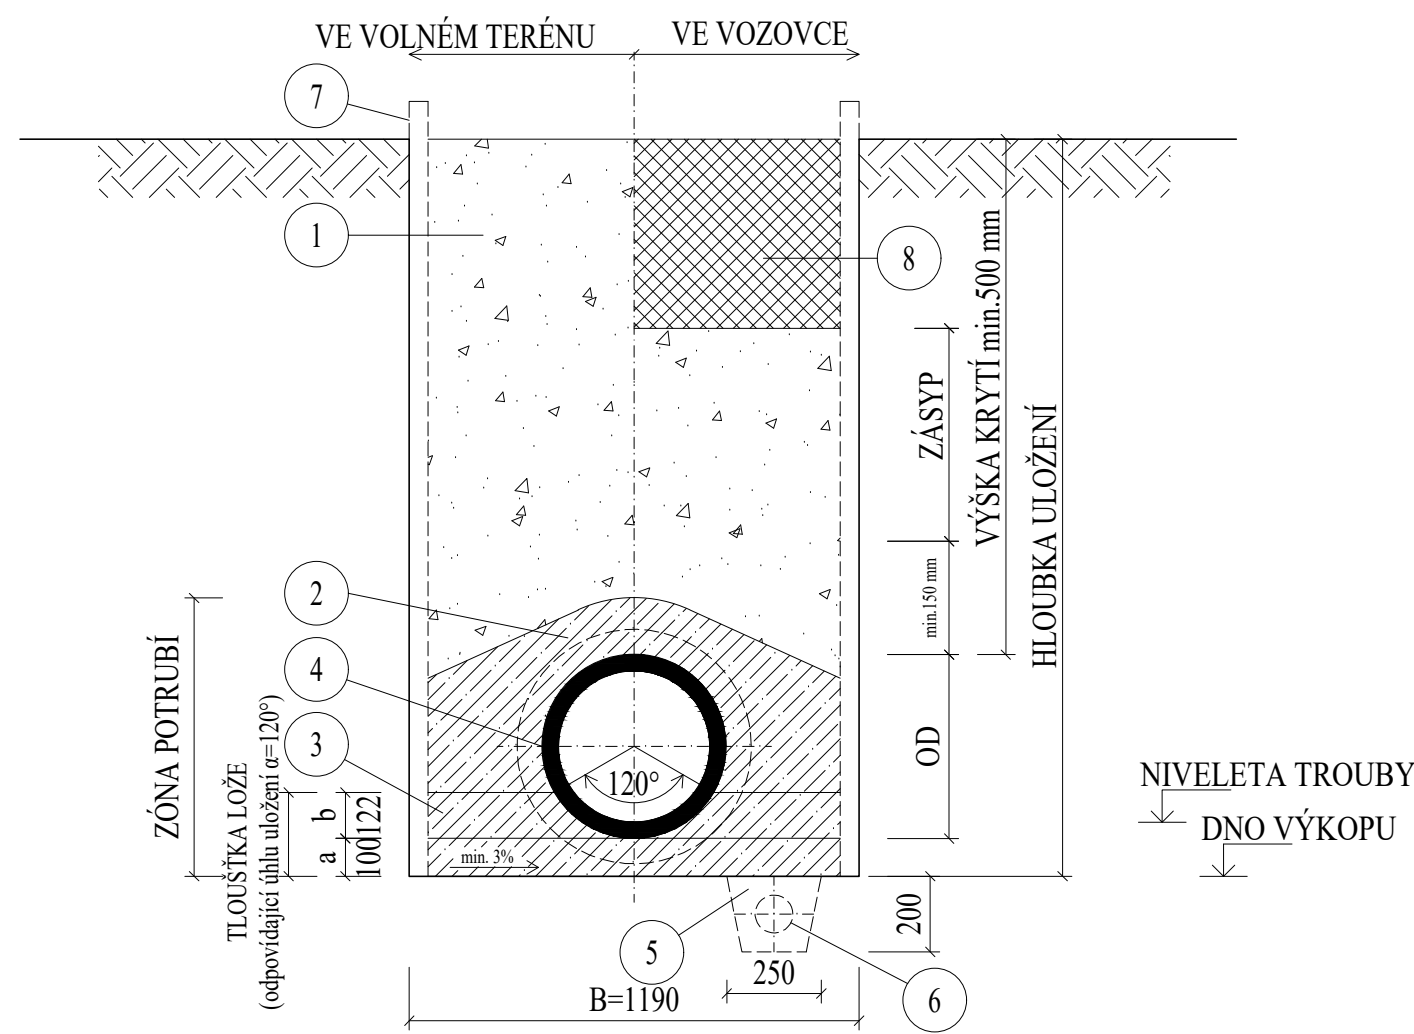 VE VOLNÉM TERÉNU
VE VOZOVCE
7
1
8
VÝŠKA KRYTÍ min.500 mm
ZÁSYP
HLOUBKA ULOŽENÍ
min.150 mm
2
4
3
ZÓNA POTRUBÍ
TLOUŠŤKA LOŽE
(odpovídající úhlu uložení α=120°)
b
122
a
100
120°
OD
min. 3%
NIVELETA TROUBY
DNO VÝKOPU
200
5
6
250
B=1190